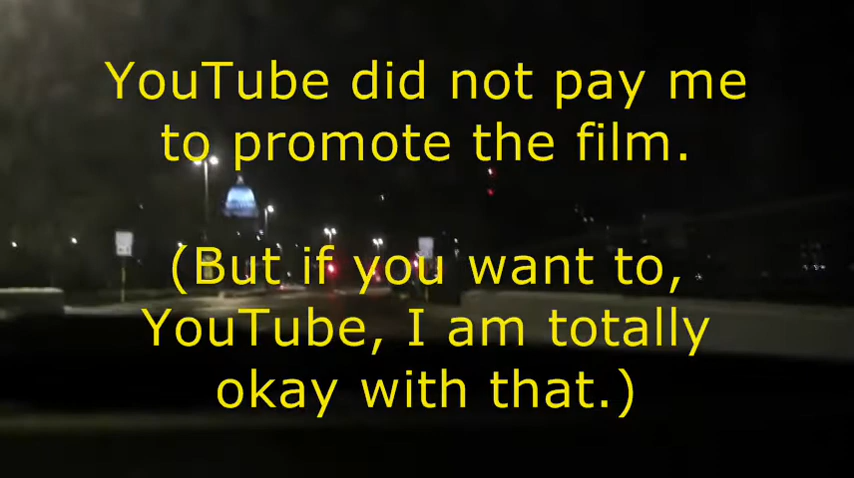 YouTube did not pay me
to promote the film.
(But if you want to,
YouTube, I am totally
okay with that.)